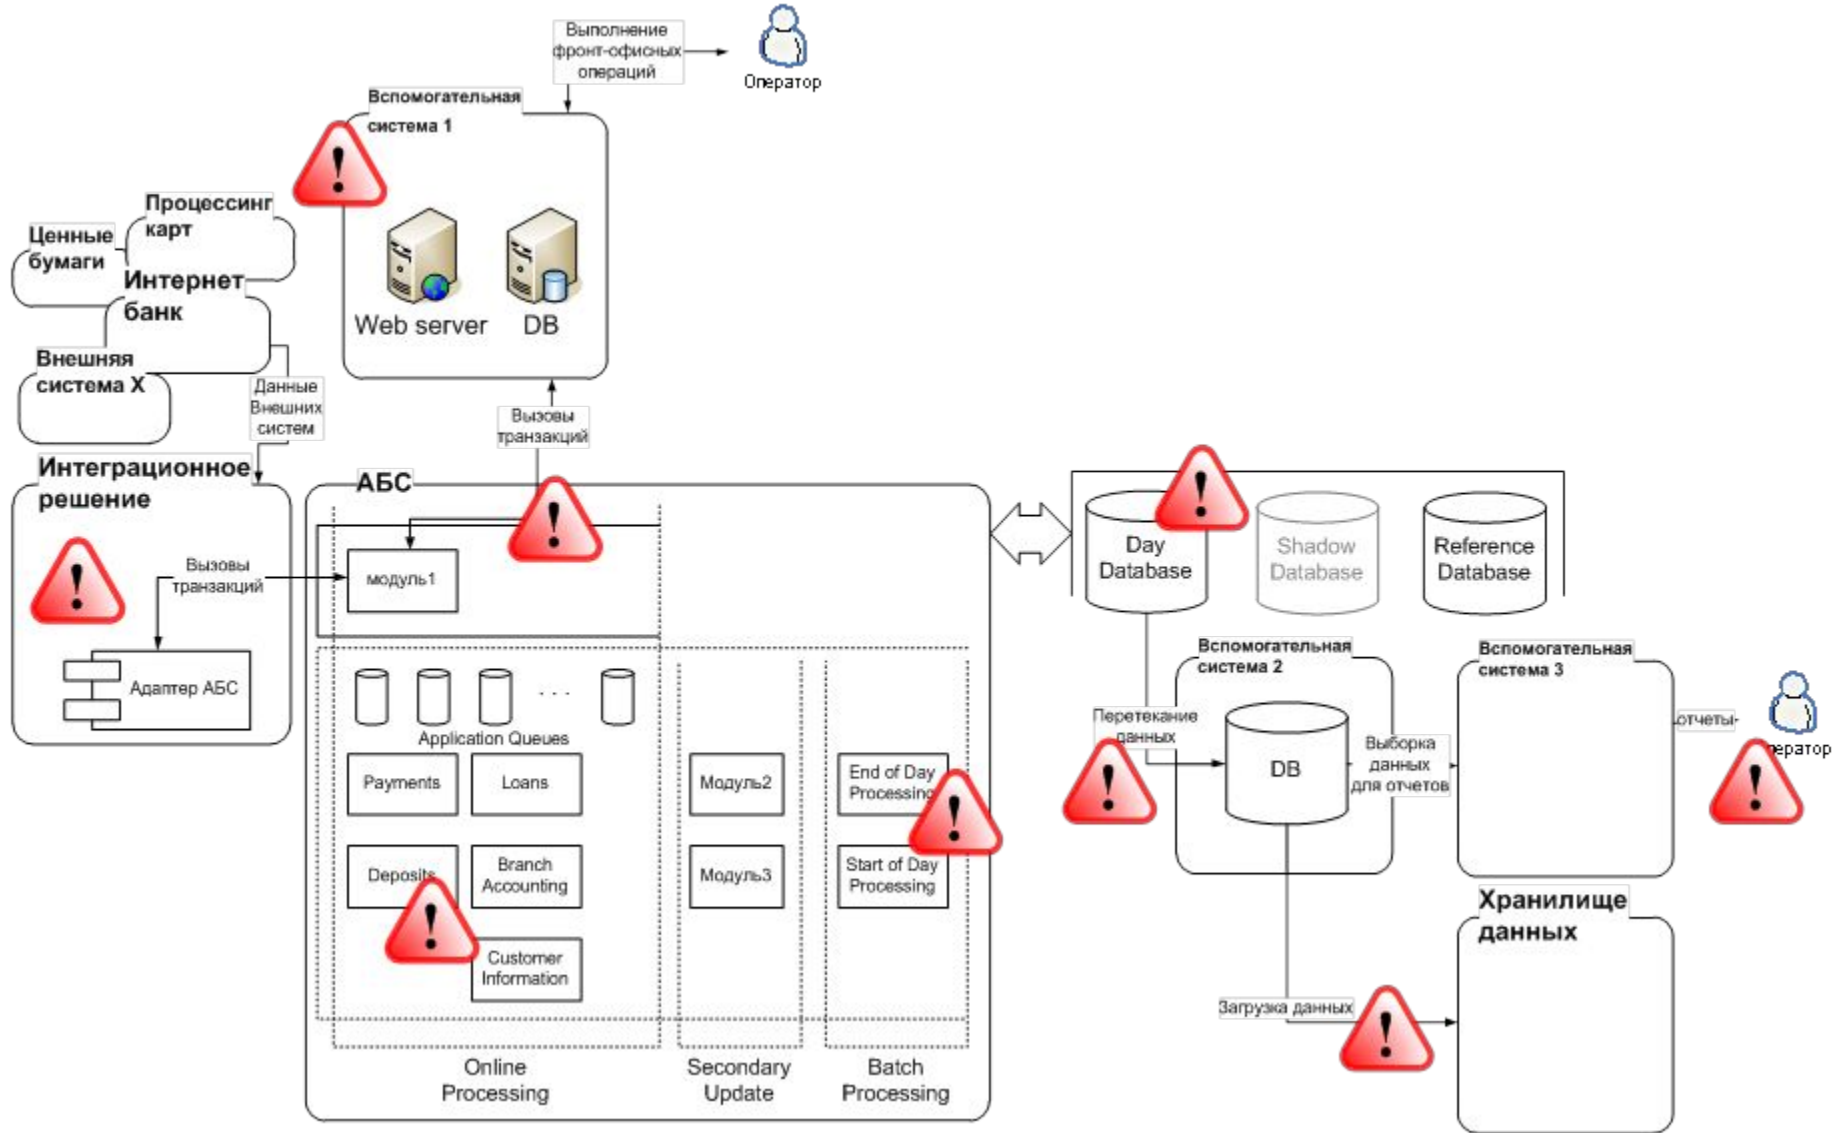 Выполнение
фронт-офисных
операций
Оператор
Вспомогательная
система 1
Процессинг
карт
Ценные
бумаги
Интернет
банк
Web server
DB
Внешняя
система X
Данные
Внешних
систем
Вызовы
транзакций
Интеграционное
решение
АБС
Вызовы
транзакций
модуль1
Адаптер АБС
Application Queues
Payments
Loans
Deposits
Branch
Accounting
Customer
Information
Модуль2
Модуль3
End of Day
Processing
Start of Day
Processing
Online
Processing
Secondary
Update
Batch
Processing
Day
Database
Shadow
Database
Reference
Database
Вспомогательная
система 2
Вспомогательная
система 3
Перетекание
данных
DB
Выборка
данных
для отчетов
отчеты
ператор
Хранилище
данных
Загрузка данных